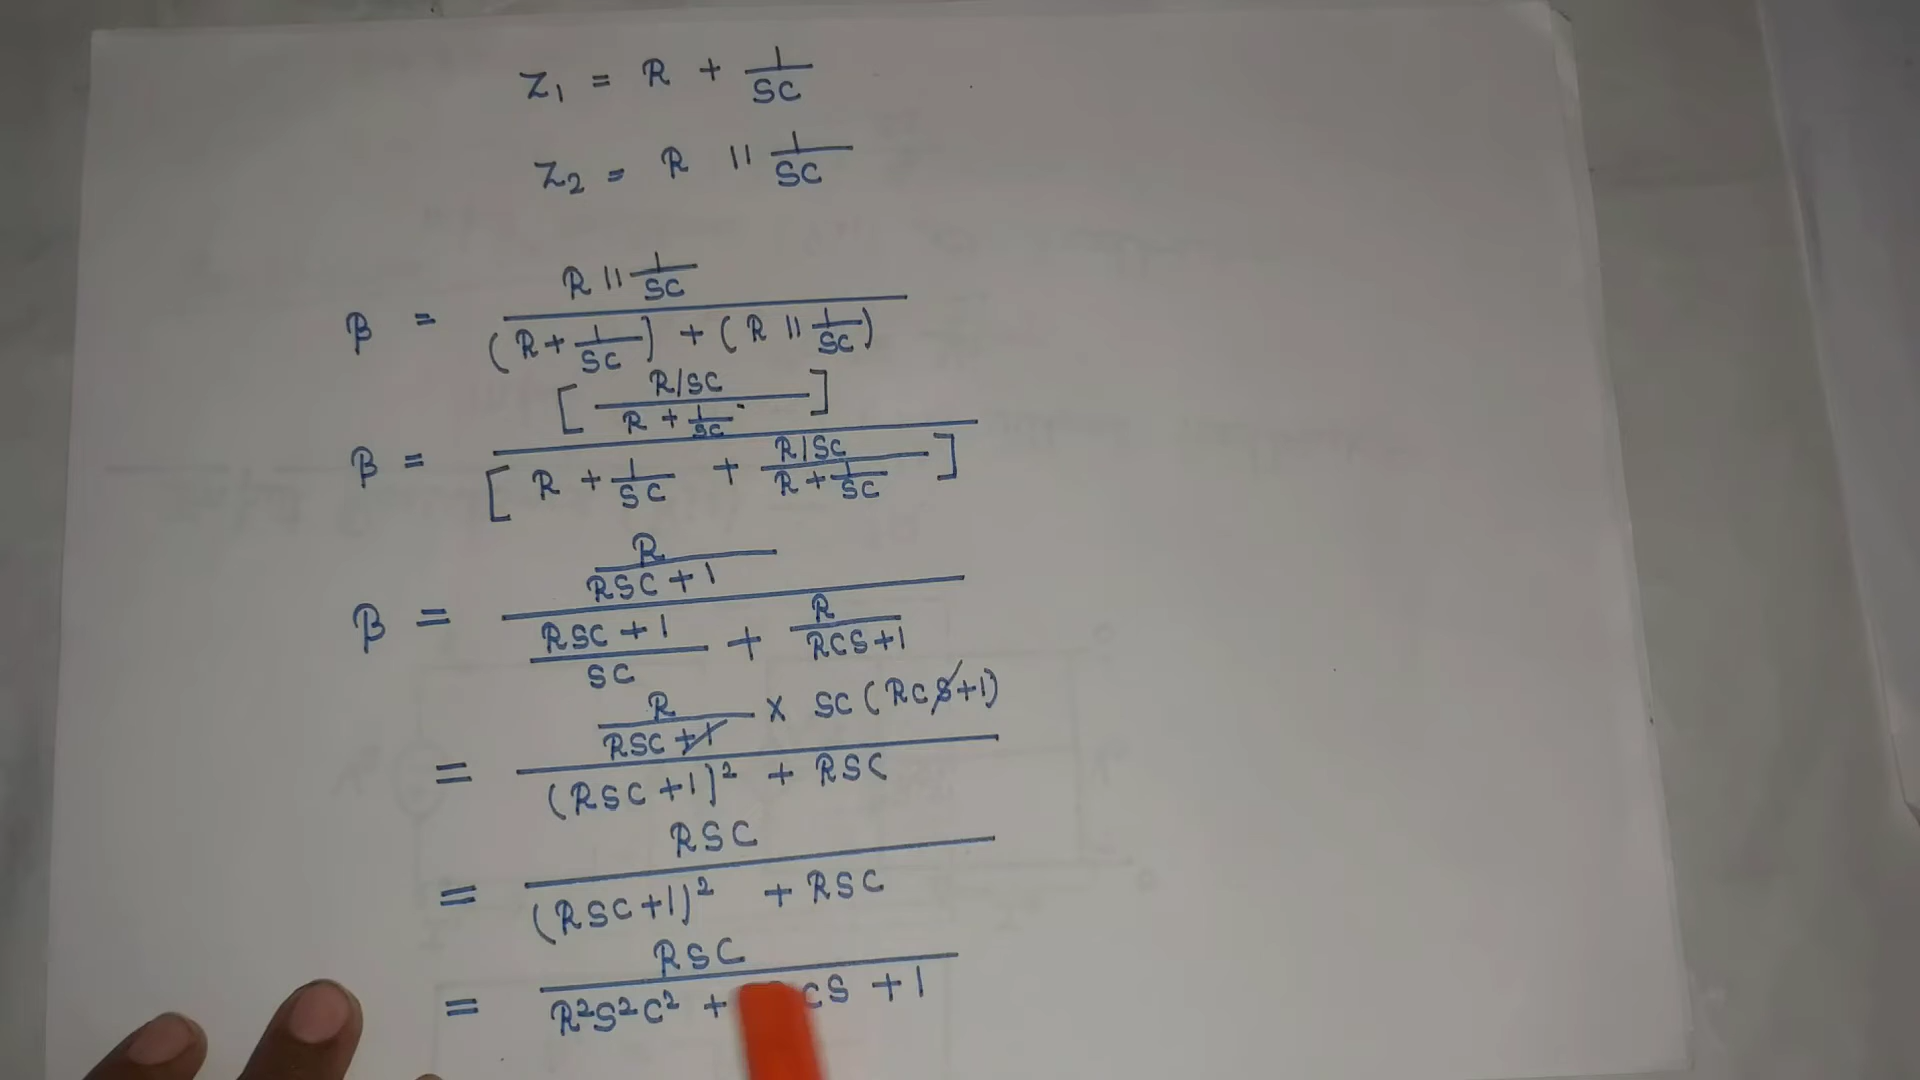 Z₁ = R + 1/SC
Z₂ = R || 1/SC
β = (R || 1/SC) / ((R + 1/SC) + (R || 1/SC))
β = [(R/SC) / (R + 1/SC)] / [R + 1/SC + (R/SC) / (R + 1/SC)]
β = (R / (RSC + 1)) / ((RSC + 1)/SC + R / (RCS + 1))
= (R / (RSC + 1) × SC (RCS + 1)) / ((RSC + 1)² + RSC)
= RSC / ((RSC + 1)² + RSC)
= RSC / (R²S²C² + CS + 1)